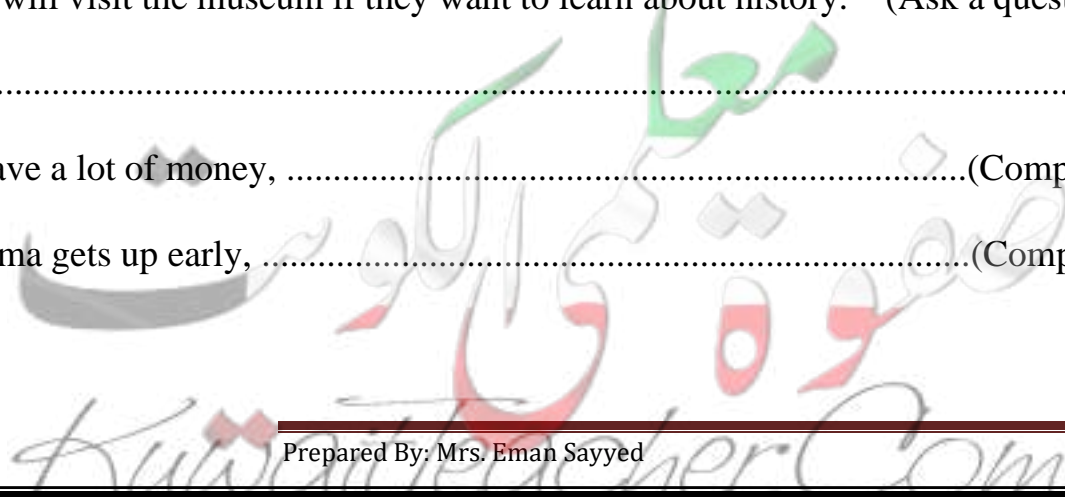 will visit the museum if they want to learn about history. (Ask a quest
................................................................................
ave a lot of money, ..........................................................................(Comp
ma gets up early, .............................................................................(Comp
صفوة معلمى الكويت
Prepared By: Mrs. Eman Sayyed
KuwaitTeacher.Com